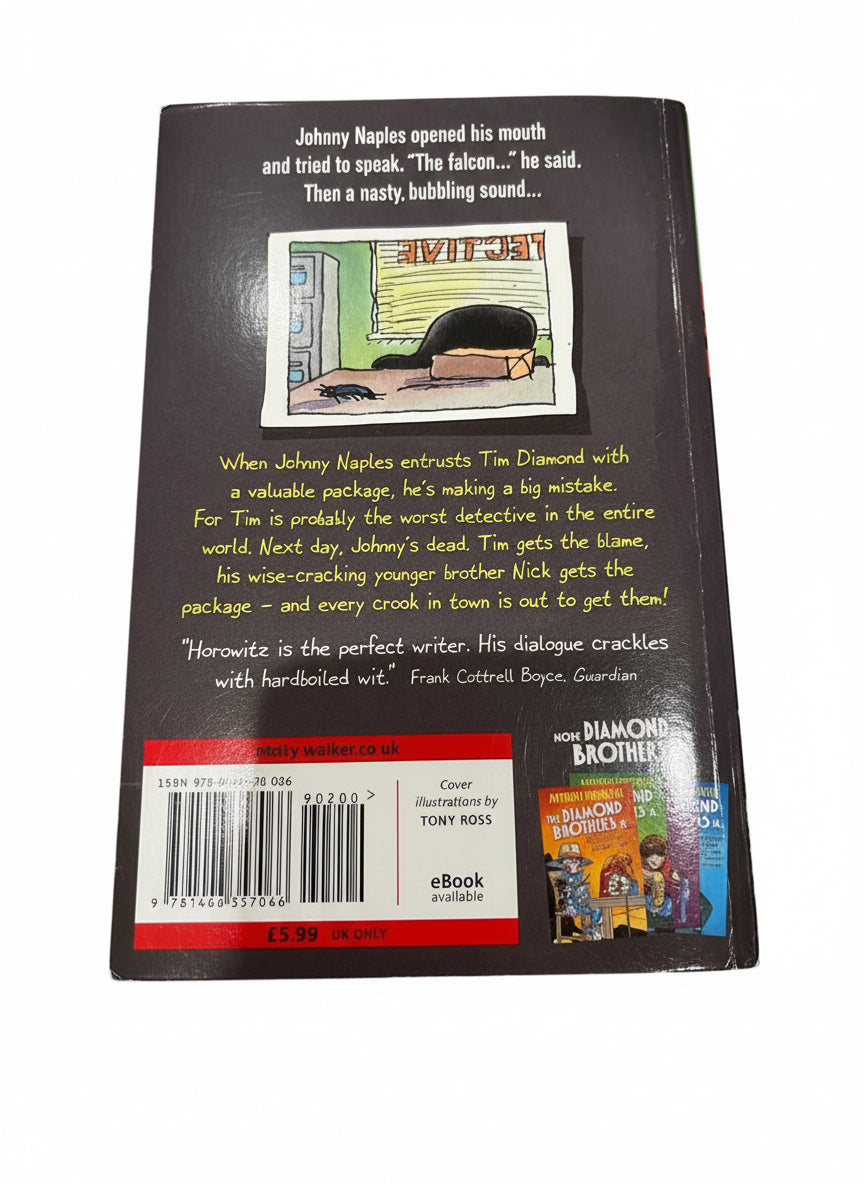 Johnny Naples opened his mouth
and tried to speak. "The falcon..." he said.
Then a nasty, bubbling sound...
When Johnny Naples entrusts Tim Diamond with
a valuable package, he's making a big mistake.
For Tim is probably the worst detective in the entire
world. Next day, Johnny's dead. Tim gets the blame,
his wise-cracking younger brother Nick gets the
package – and every crook in town is out to get them!
"Horowitz is the perfect writer. His dialogue crackles
with hardboiled wit." Frank Cottrell Boyce, Guardian
walker.co uk
036
90200 >
9 557066
Cover
illustrations by
TONY ROSS
eBook
available
£5.99 UK ONLY
DIAMOND
BROTHER
THE DIAMOND